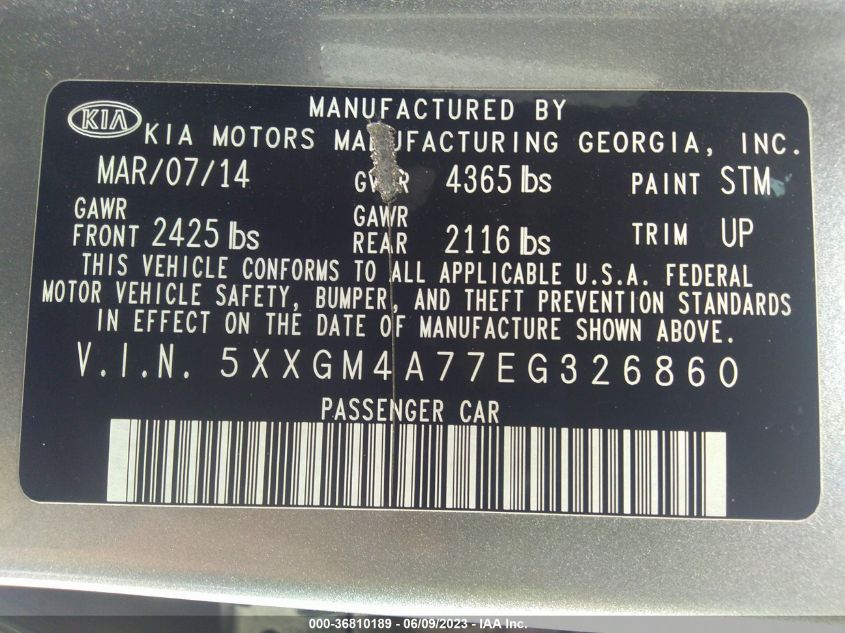 KIA
MANUFACTURED BY
KIA MOTORS MANUFACTURING GEORGIA, INC.
MAR/07/14 GVWR 4365 lbs PAINT STM
GAWR FRONT 2425 lbs GAWR REAR 2116 lbs TRIM UP
THIS VEHICLE CONFORMS TO ALL APPLICABLE U.S.A. FEDERAL
MOTOR VEHICLE SAFETY, BUMPER, AND THEFT PREVENTION STANDARDS
IN EFFECT ON THE DATE OF MANUFACTURE SHOWN ABOVE.
V.I.N. 5XXGM4A77EG326860
PASSENGER CAR
000-36810189 - 06/09/2023 - IAA Inc.